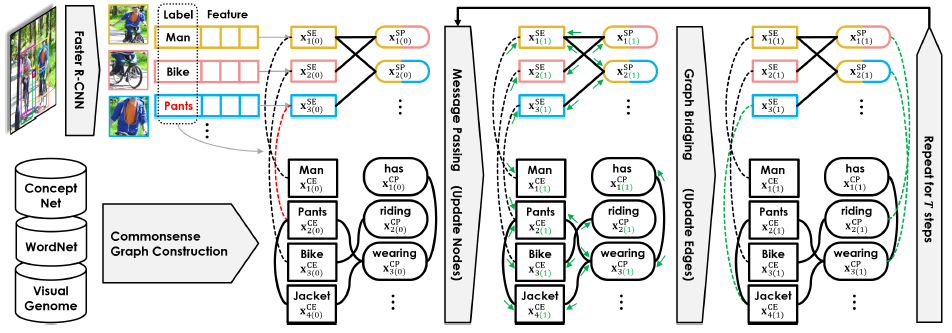 Label Feature
Man
Bike
Pants
⋮
Faster R-CNN
x^SE_1(0)
x^SP_1(0)
x^SE_2(0)
x^SP_2(0)
x^SE_3(0)
⋮
Concept
Net
WordNet
Visual
Genome
Commonsense
Graph Construction
Man
x^CE_1(0)
has
x^CP_1(0)
Pants
x^CE_2(0)
riding
x^CP_2(0)
Bike
x^CE_3(0)
wearing
x^CP_3(0)
Jacket
x^CE_4(0)
⋮
Message Passing (Update Nodes)
x^SE_1(1)
x^SP_1(1)
x^SE_2(1)
x^SP_2(1)
x^SE_3(1)
⋮
Man
x^CE_1(1)
has
x^CP_1(1)
Pants
x^CE_2(1)
riding
x^CP_2(1)
Bike
x^CE_3(1)
wearing
x^CP_3(1)
Jacket
x^CE_4(1)
⋮
Graph Bridging (Update Edges)
x^SE_1(1)
x^SP_1(1)
x^SE_2(1)
x^SP_2(1)
x^SE_3(1)
⋮
Man
x^CE_1(1)
has
x^CP_1(1)
Pants
x^CE_2(1)
riding
x^CP_2(1)
Bike
x^CE_3(1)
wearing
x^CP_3(1)
Jacket
x^CE_4(1)
⋮
Repeat for T
steps